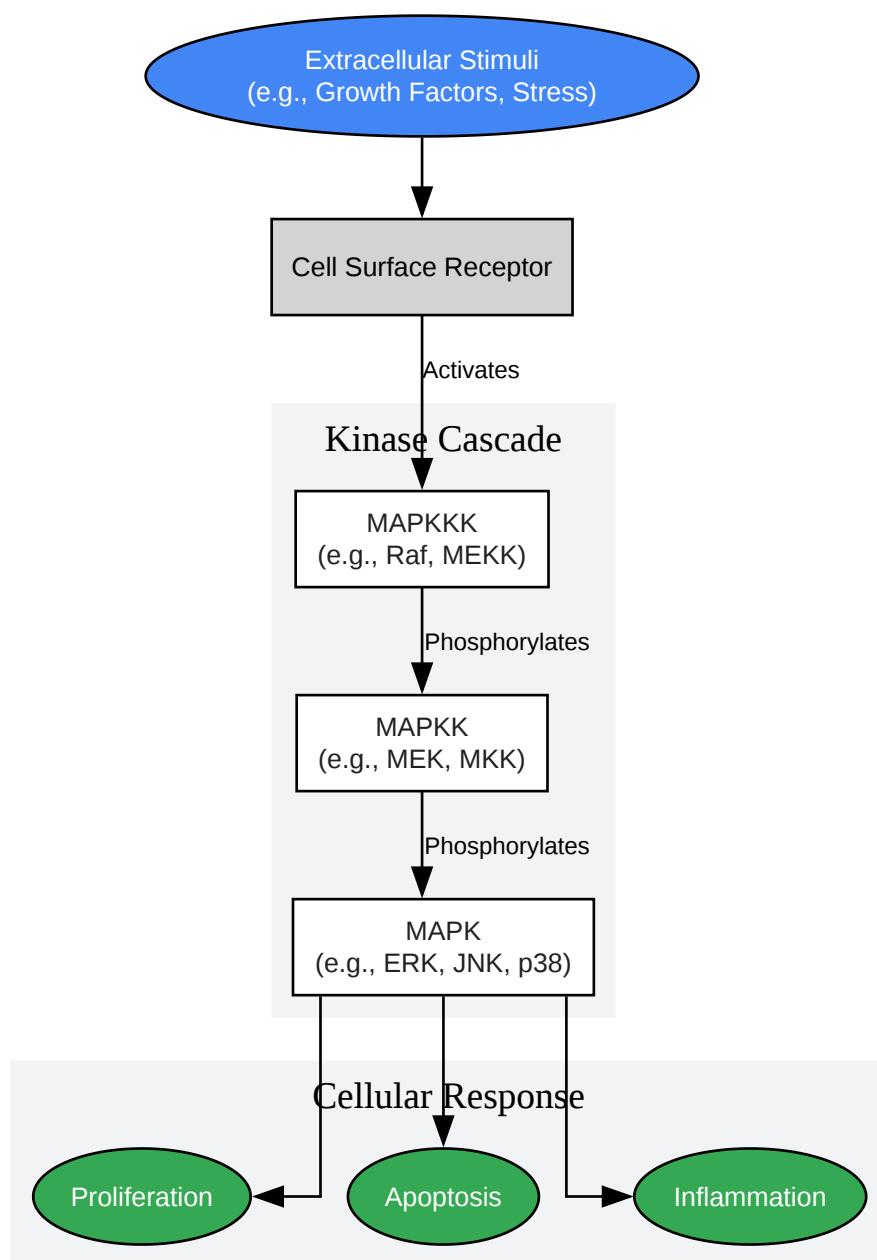 Extracellular Stimuli
(e.g., Growth Factors, Stress)
Cell Surface Receptor
Activates
Kinase Cascade
MAPKKK
(e.g., Raf, MEKK)
Phosphorylates
MAPKK
(e.g., MEK, MKK)
Phosphorylates
MAPK
(e.g., ERK, JNK, p38)
Cellular Response
Proliferation
Apoptosis
Inflammation